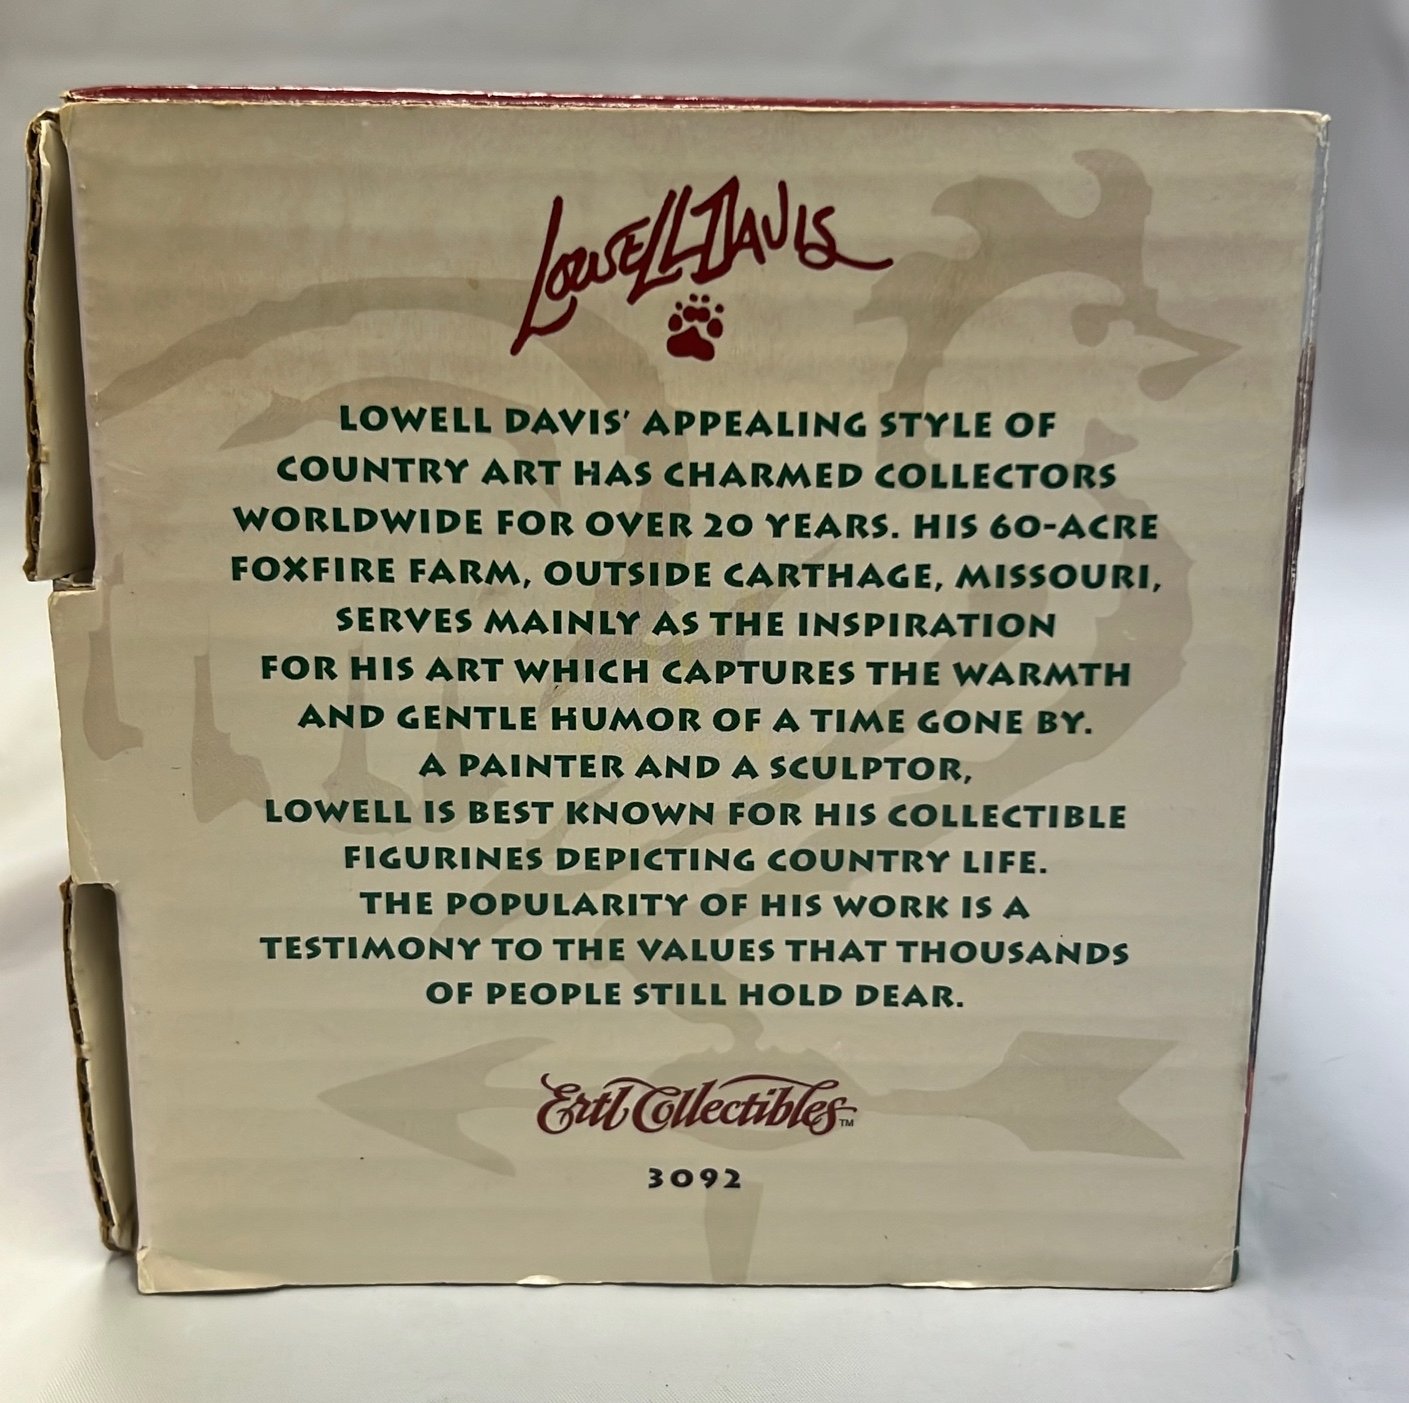 Lowell Davis
LOWELL DAVIS' APPEALING STYLE OF
COUNTRY ART HAS CHARMED COLLECTORS
WORLDWIDE FOR OVER 20 YEARS. HIS 60-ACRE
FOXFIRE FARM, OUTSIDE CARTHAGE, MISSOURI,
SERVES MAINLY AS THE INSPIRATION
FOR HIS ART WHICH CAPTURES THE WARMTH
AND GENTLE HUMOR OF A TIME GONE BY.
A PAINTER AND A SCULPTOR,
LOWELL IS BEST KNOWN FOR HIS COLLECTIBLE
FIGURINES DEPICTING COUNTRY LIFE.
THE POPULARITY OF HIS WORK IS A
TESTIMONY TO THE VALUES THAT THOUSANDS
OF PEOPLE STILL HOLD DEAR.
Ertl Collectibles™
3092